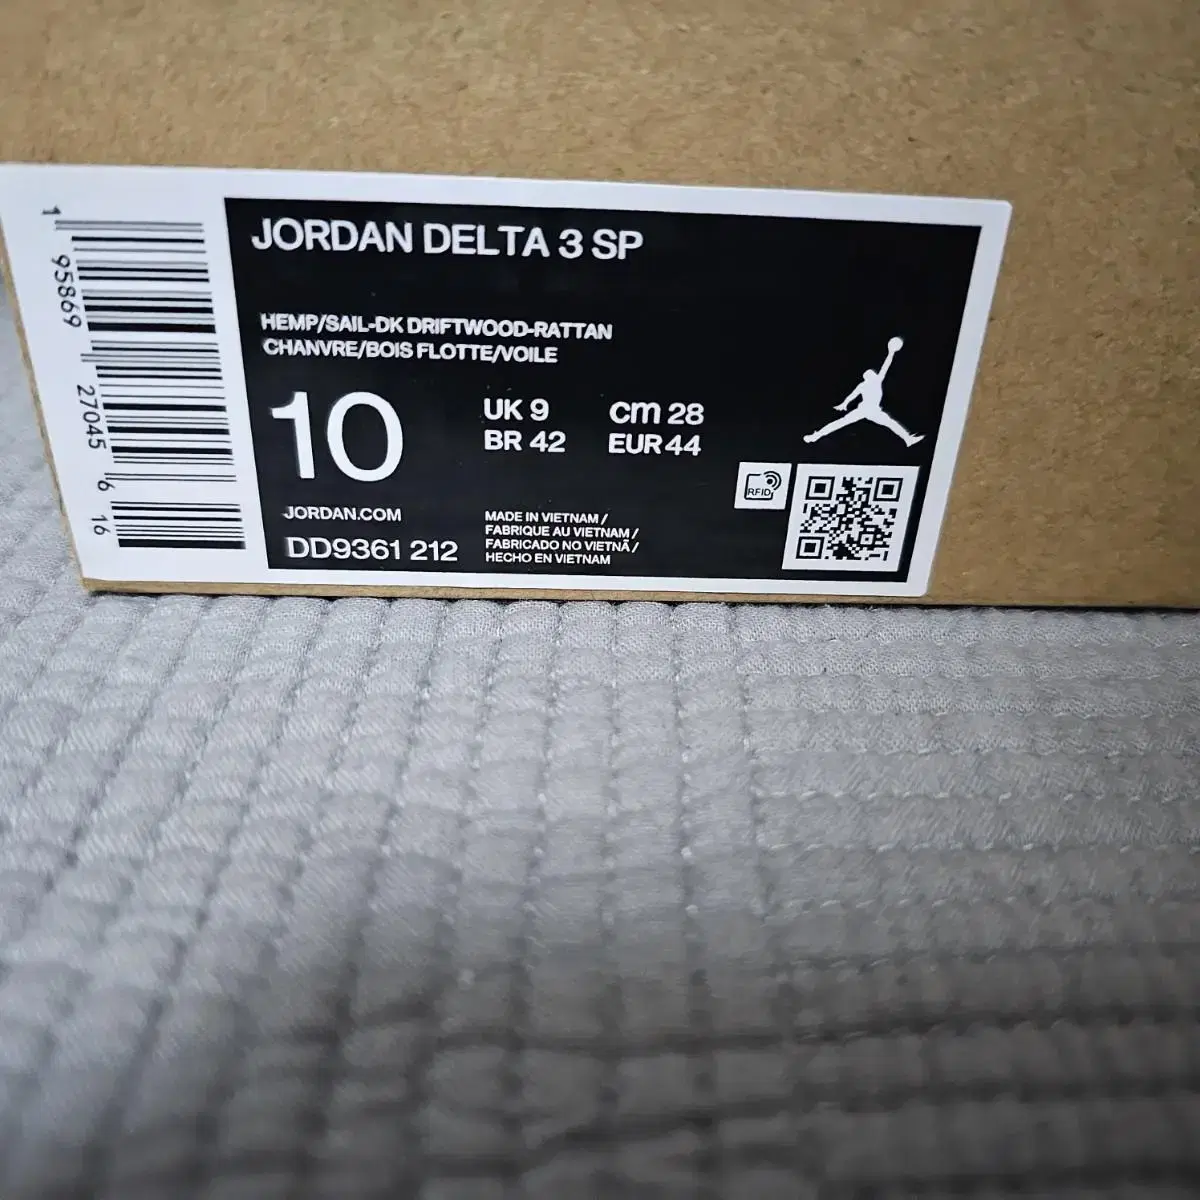 1 95869 27045 6 16
JORDAN DELTA 3 SP
HEMP/SAIL-DK DRIFTWOOD-RATTAN
CHANVRE/BOIS FLOTTE/VOILE
10
UK 9 cm 28
BR 42 EUR 44
RFID
JORDAN.COM
DD9361 212
MADE IN VIETNAM /
FABRIQUE AU VIETNAM /
FABRICADO NO VIETNÃ /
HECHO EN VIETNAM